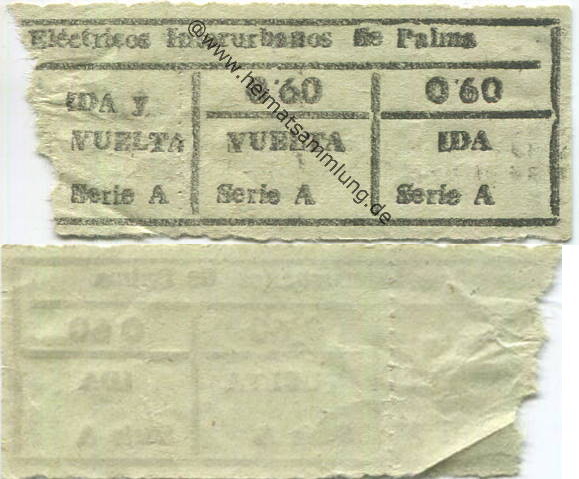 Eléctricos Interurbanos de Palma
IDA y
VUELTA
Serie A
0'60
VUELTA
Serie A
0'60
IDA
Serie A
@www.heimatsammlung.de